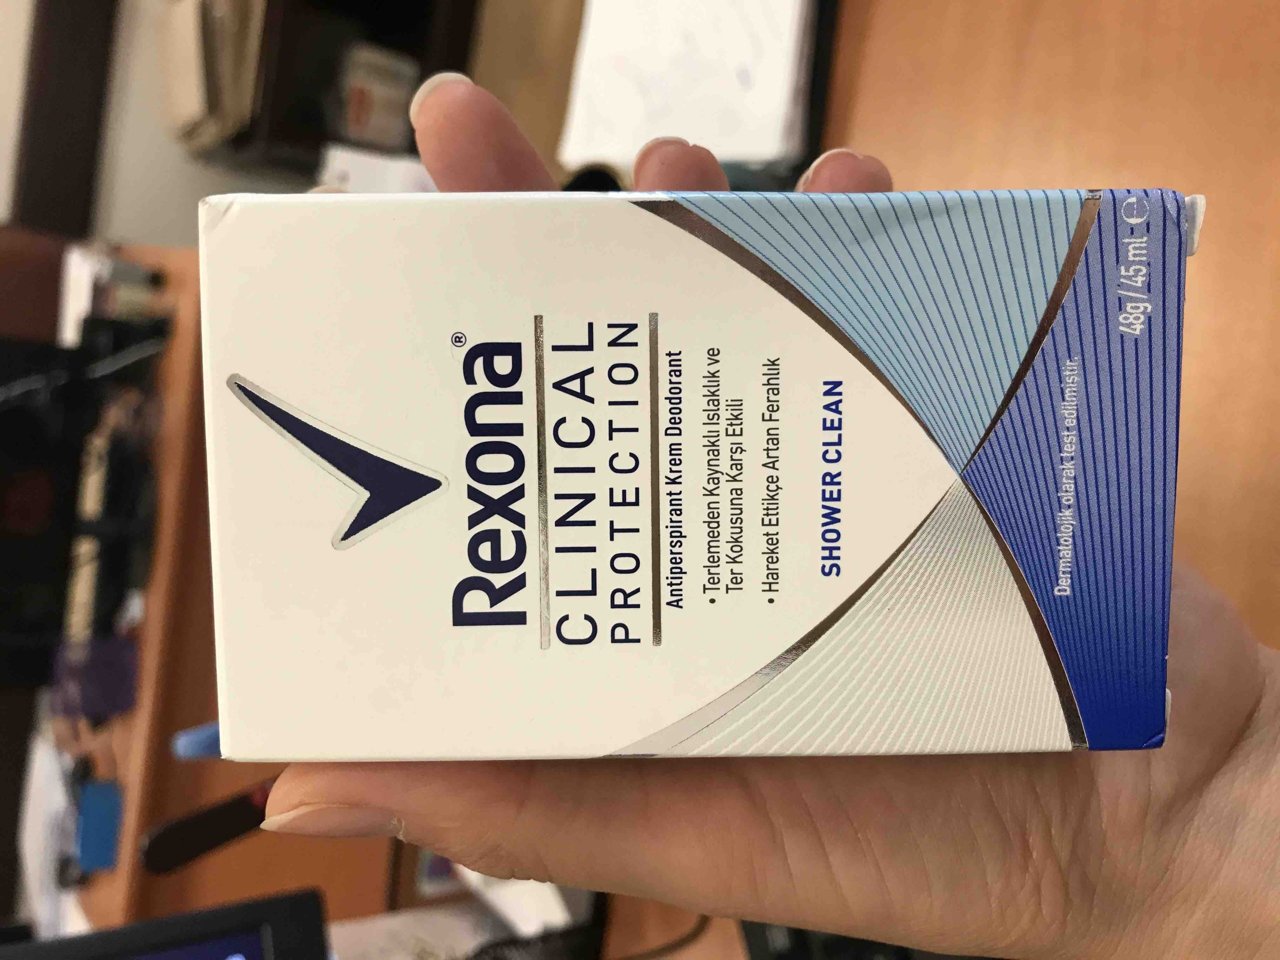 Rexona®
CLINICAL
PROTECTION
Antiperspirant Krem Deodorant
• Terlemeden Kaynaklı Islaklık ve
Ter Kokusuna Karşı Etkili
• Hareket Ettikçe Artan Ferahlık
SHOWER CLEAN
Dermatolojik olarak test edilmiştir.
48g/45 ml ℮